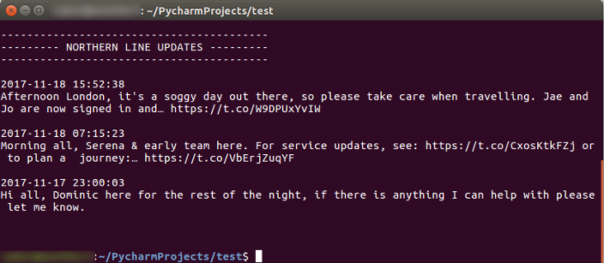 : ~/PycharmProjects/test
----------------------------------------
--------- NORTHERN LINE UPDATES ---------
----------------------------------------
2017-11-18 15:52:38
Afternoon London, it's a soggy day out there, so please take care when travelling. Jae and
Jo are now signed in and… https://t.co/W9DPUxYvIW
2017-11-18 07:15:23
Morning all, Serena & early team here. For service updates, see: https://t.co/CxosKtkFZj or
to plan a  journey:… https://t.co/VbErjZuqYF
2017-11-17 23:00:03
Hi all, Dominic here for the rest of the night, if there is anything I can help with please
let me know.
:~/PycharmProjects/test$